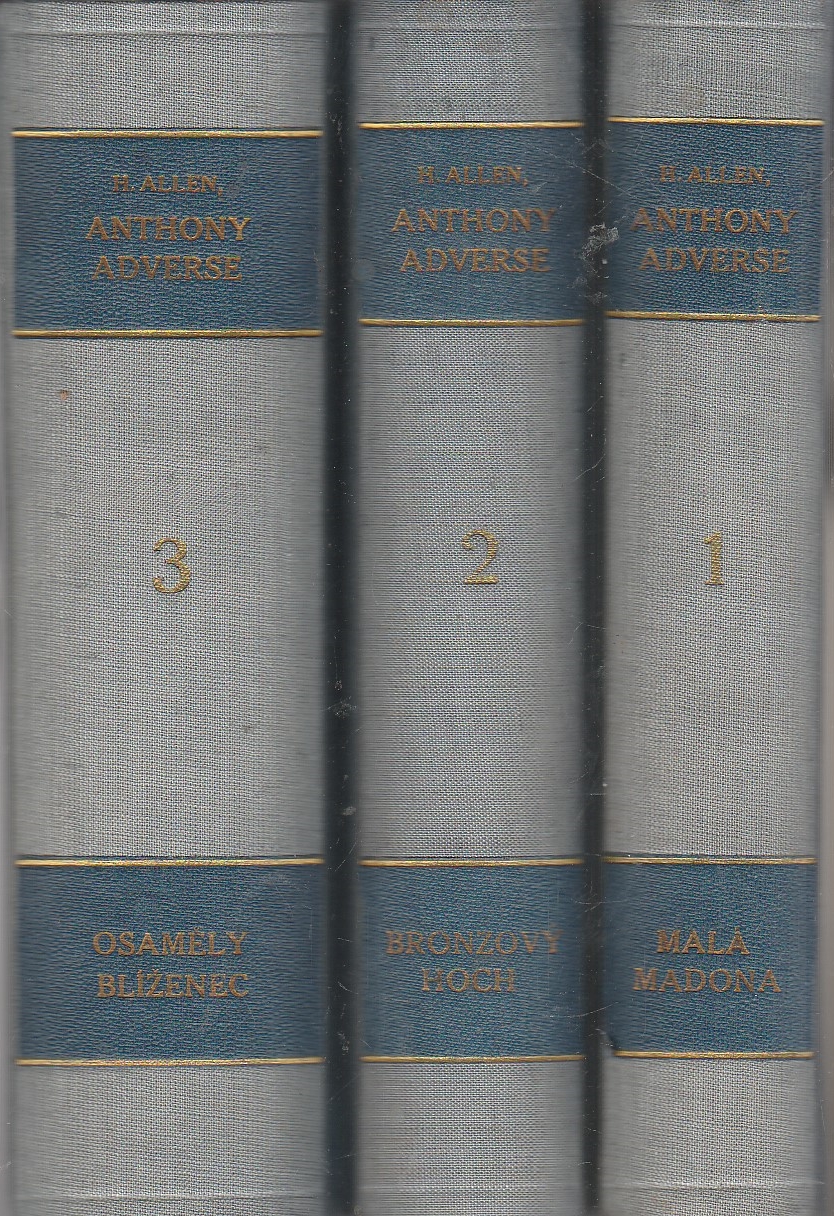 H. ALLEN,
ANTHONY
ADVERSE
3
OSAMĚLÝ
BLÍŽENEC
H. ALLEN,
ANTHONY
ADVERSE
2
BRONZOVÝ
HOCH
H. ALLEN,
ANTHONY
ADVERSE
1
MALÁ
MADONA